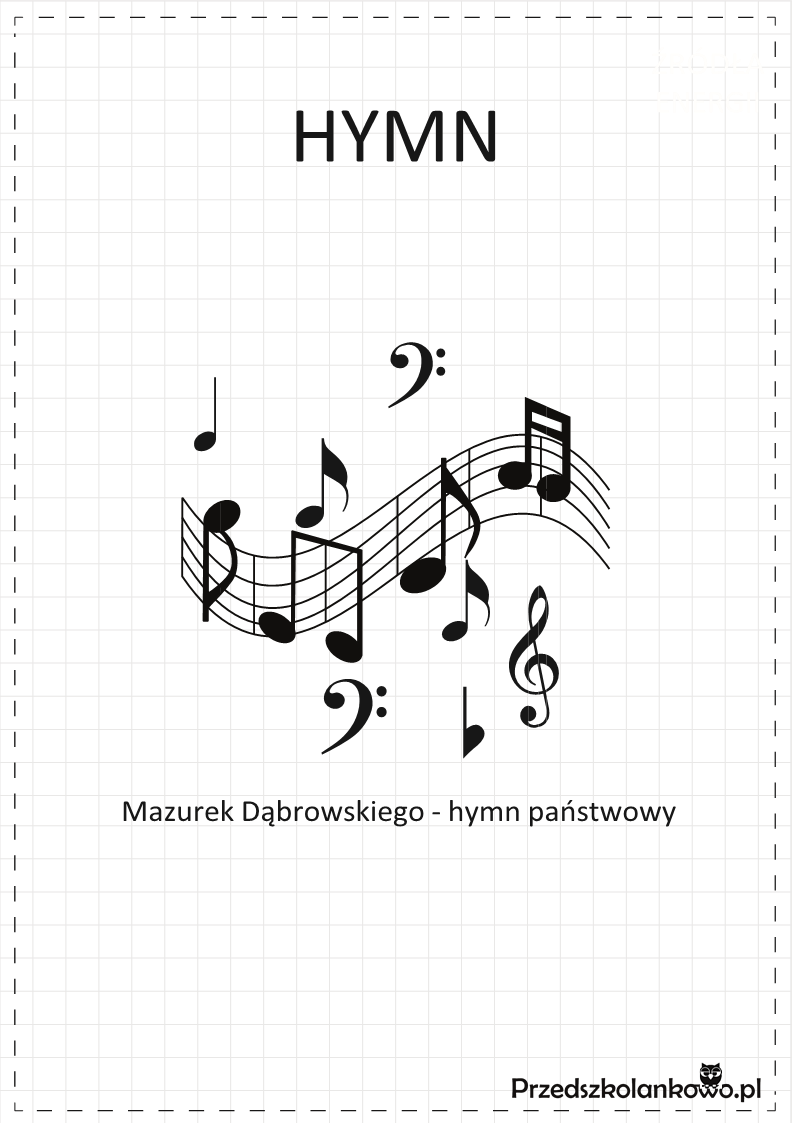 HYMN
Mazurek Dąbrowskiego - hymn państwowy
Przedszkolankowo.pl